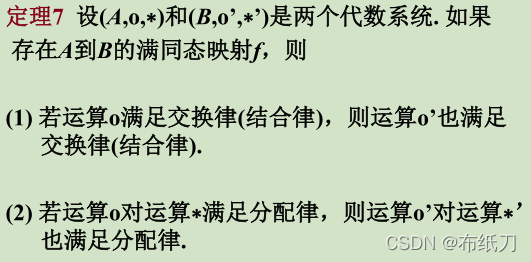 定理7 设(A,o,*)和(B,o’,*’)是两个代数系统. 如果
存在A到B的满同态映射f，则
(1) 若运算o满足交换律(结合律)，则运算o’也满足
交换律(结合律).
(2) 若运算o对运算*满足分配律，则运算o’对运算*’
也满足分配律.
CSDN @布纸刀